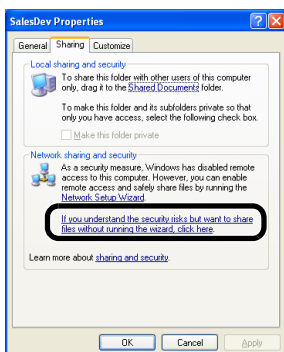 SalesDev Properties
General Sharing Customize
Local sharing and security
To share this folder with other users of this computer
only, drag it to the Shared Documents folder.
To make this folder and its subfolders private so that
only you have access, select the following check box.
Make this folder private
Network sharing and security
As a security measure, Windows has disabled remote
access to this computer. However, you can enable
remote access and safely share files by running the
Network Setup Wizard.
If you understand the security risks but want to share
files without running the wizard, click here.
Learn more about sharing and security.
OK Cancel Apply